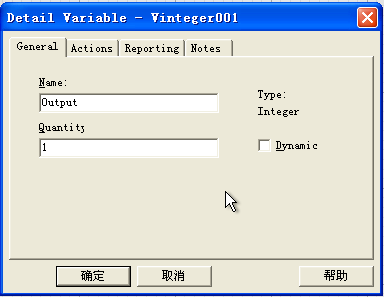 Detail Variable - Vinteger001
General Actions Reporting Notes
Name:
Output
Type:
Integer
Quantity
1
Dynamic
确定 取消 帮助